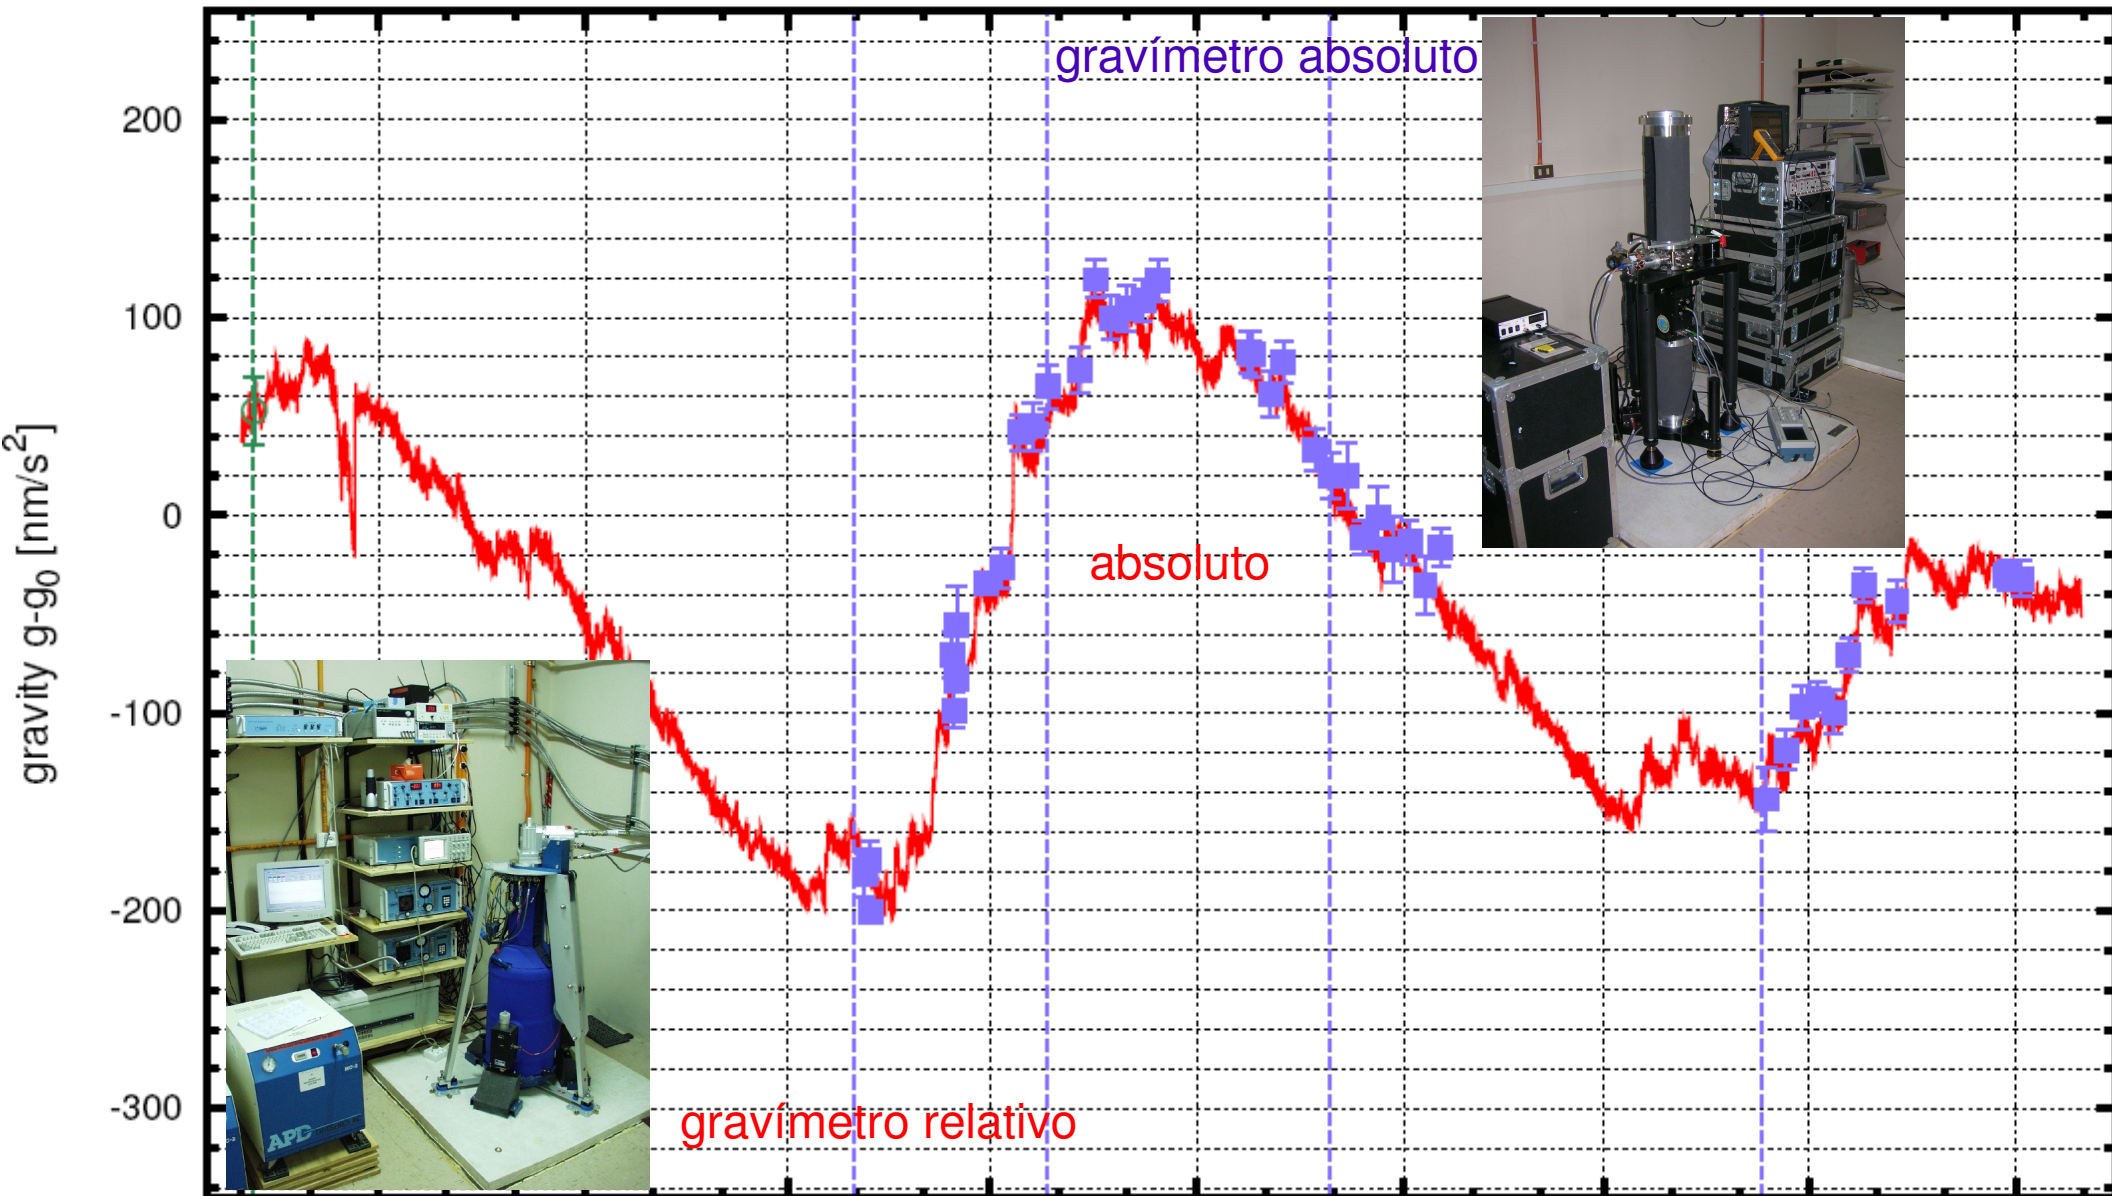 gravímetro absoluto
200
100
0
-100
-200
-300
gravity g-g0 [nm/s²]
absoluto
gravímetro relativo
APD